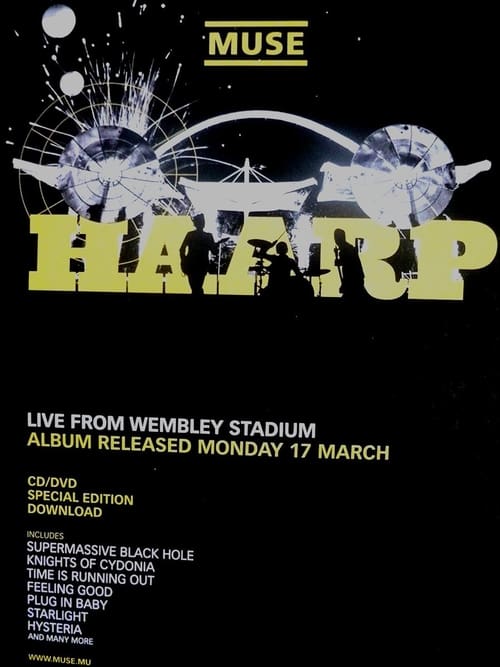 MUSE
HAARP
LIVE FROM WEMBLEY STADIUM
ALBUM RELEASED MONDAY 17 MARCH
CD/DVD
SPECIAL EDITION
DOWNLOAD
INCLUDES
SUPERMASSIVE BLACK HOLE
KNIGHTS OF CYDONIA
TIME IS RUNNING OUT
FEELING GOOD
PLUG IN BABY
STARLIGHT
HYSTERIA
AND MANY MORE
WWW.MUSE.MU